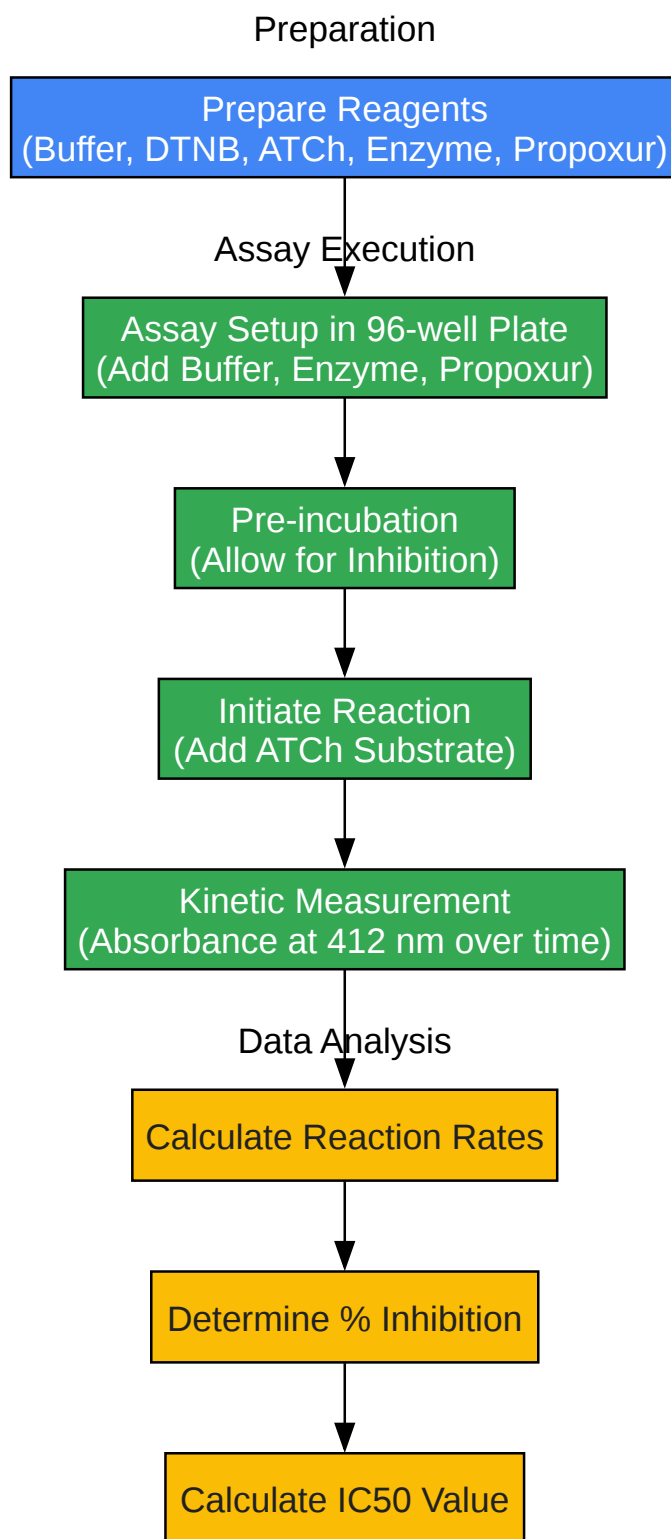 Preparation
Prepare Reagents
(Buffer, DTNB, ATCh, Enzyme, Propoxur)
Assay Execution
Assay Setup in 96-well Plate
(Add Buffer, Enzyme, Propoxur)
Pre-incubation
(Allow for Inhibition)
Initiate Reaction
(Add ATCh Substrate)
Kinetic Measurement
(Absorbance at 412 nm over time)
Data Analysis
Calculate Reaction Rates
Determine % Inhibition
Calculate IC50 Value